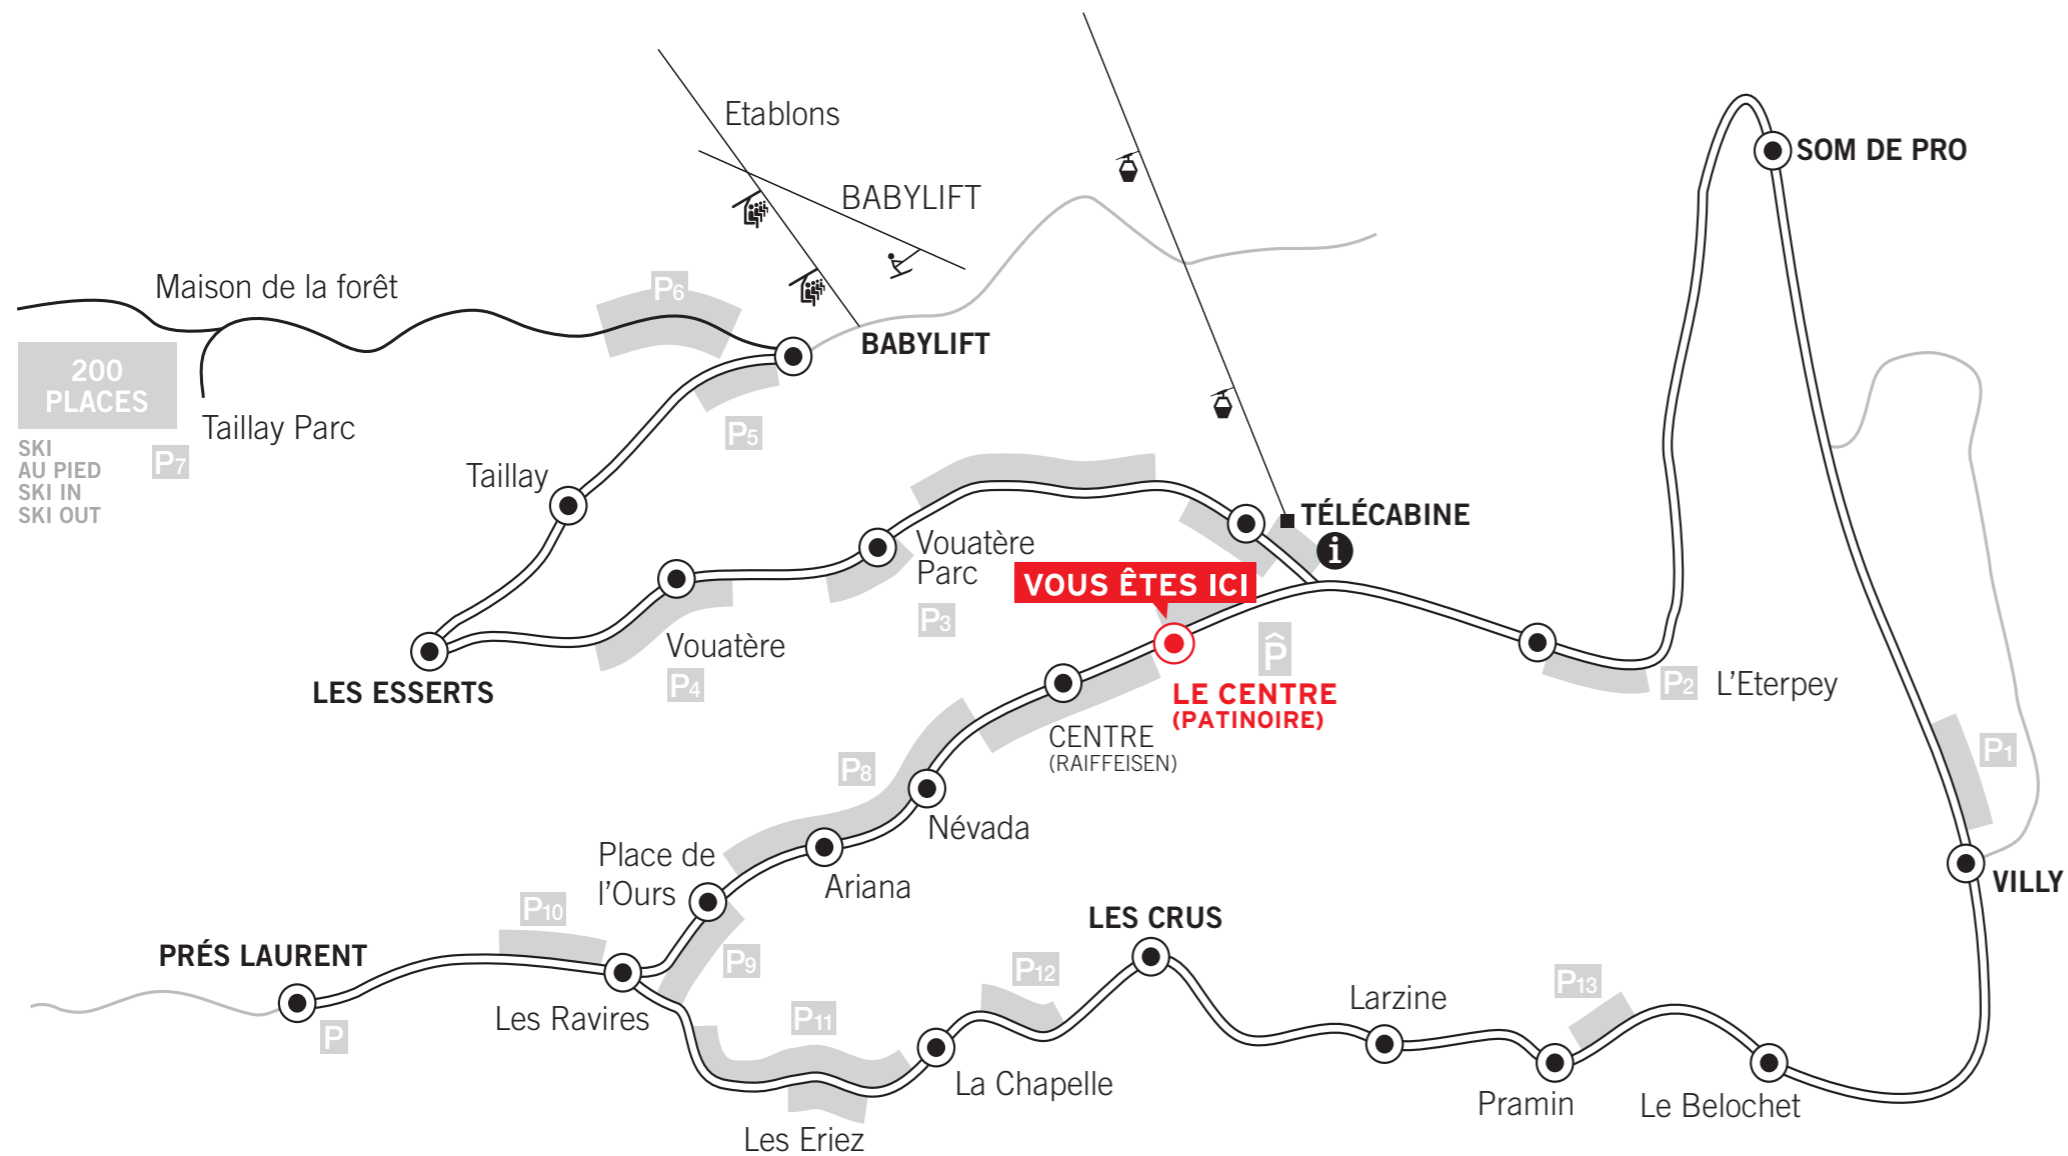 Etablons
BABYLIFT
SOM DE PRO
Maison de la forêt
P6
BABYLIFT
200
PLACES
Taillay Parc
SKI
AU PIED
SKI IN
SKI OUT
P7
P5
Taillay
TÉLÉCABINE
i
Vouatère
Parc
VOUS ÊTES ICI
P3
P
Vouatère
P4
LES ESSERTS
LE CENTRE
(PATINOIRE)
P2
L'Eterpey
CENTRE
(RAIFFEISEN)
P1
P8
Névada
Place de
l'Ours
Ariana
VILLY
P10
LES CRUS
PRÉS LAURENT
P9
P12
P13
Larzine
Les Ravires
P11
P
La Chapelle
Pramin
Le Belochet
Les Eriez